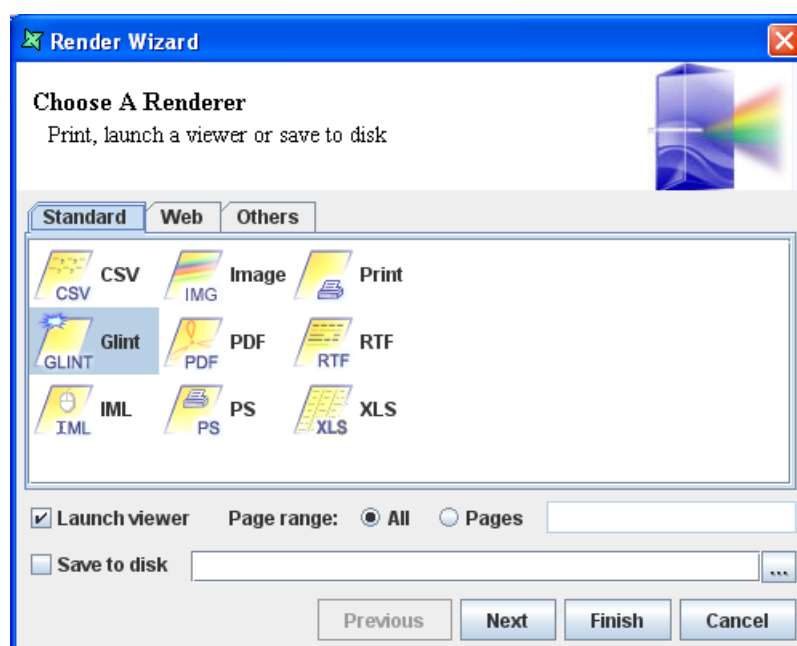 Render Wizard
Choose A Renderer
Print, launch a viewer or save to disk
Standard Web Others
CSV CSV IMG Image Print
GLINT Glint PDF PDF RTF RTF
IML IML PS PS XLS XLS
Launch viewer Page range: All Pages
Save to disk ...
Previous Next Finish Cancel